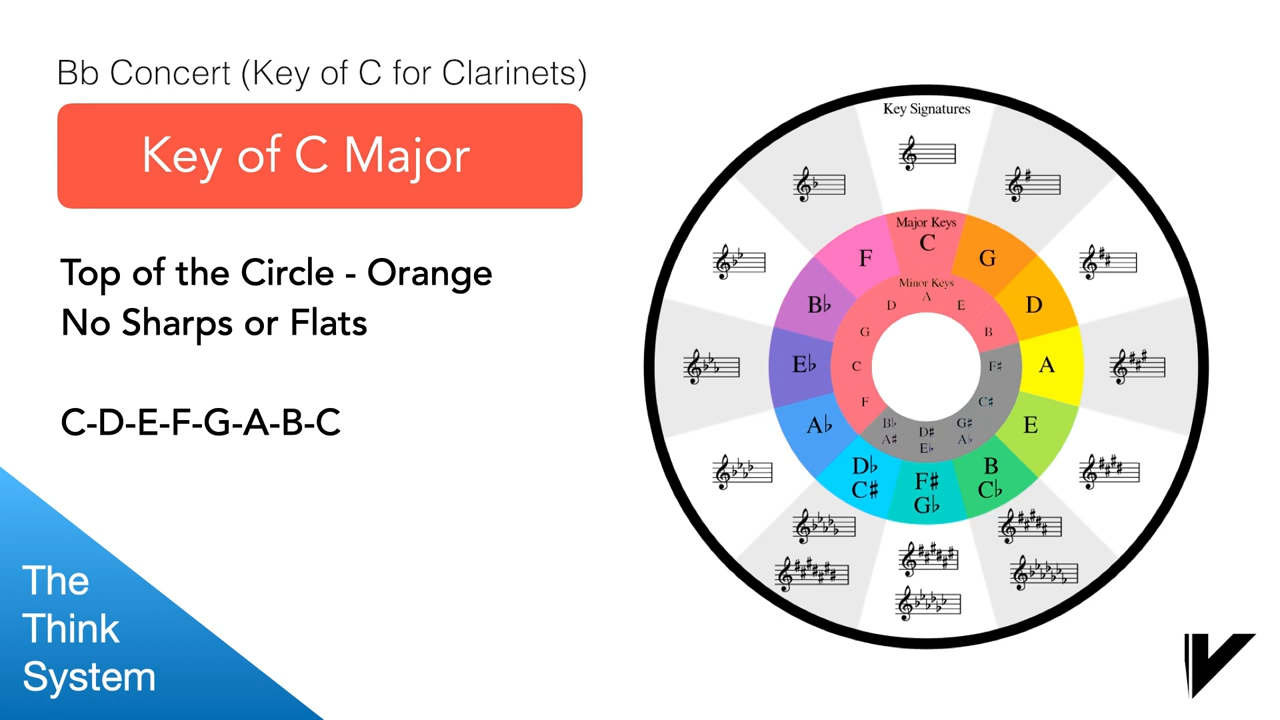 Bb Concert (Key of C for Clarinets)
Key of C Major
Top of the Circle - Orange
No Sharps or Flats
C-D-E-F-G-A-B-C
The
Think
System
Key Signatures
Major Keys
C
G
D
A
E
B
C♭
F♯
G♭
D♭
C♯
A♭
E♭
B♭
F
Minor Keys
A
E
B
F♯
C♯
G♯
A♭
D♯
E♭
B♭
A♯
F
C
G
D